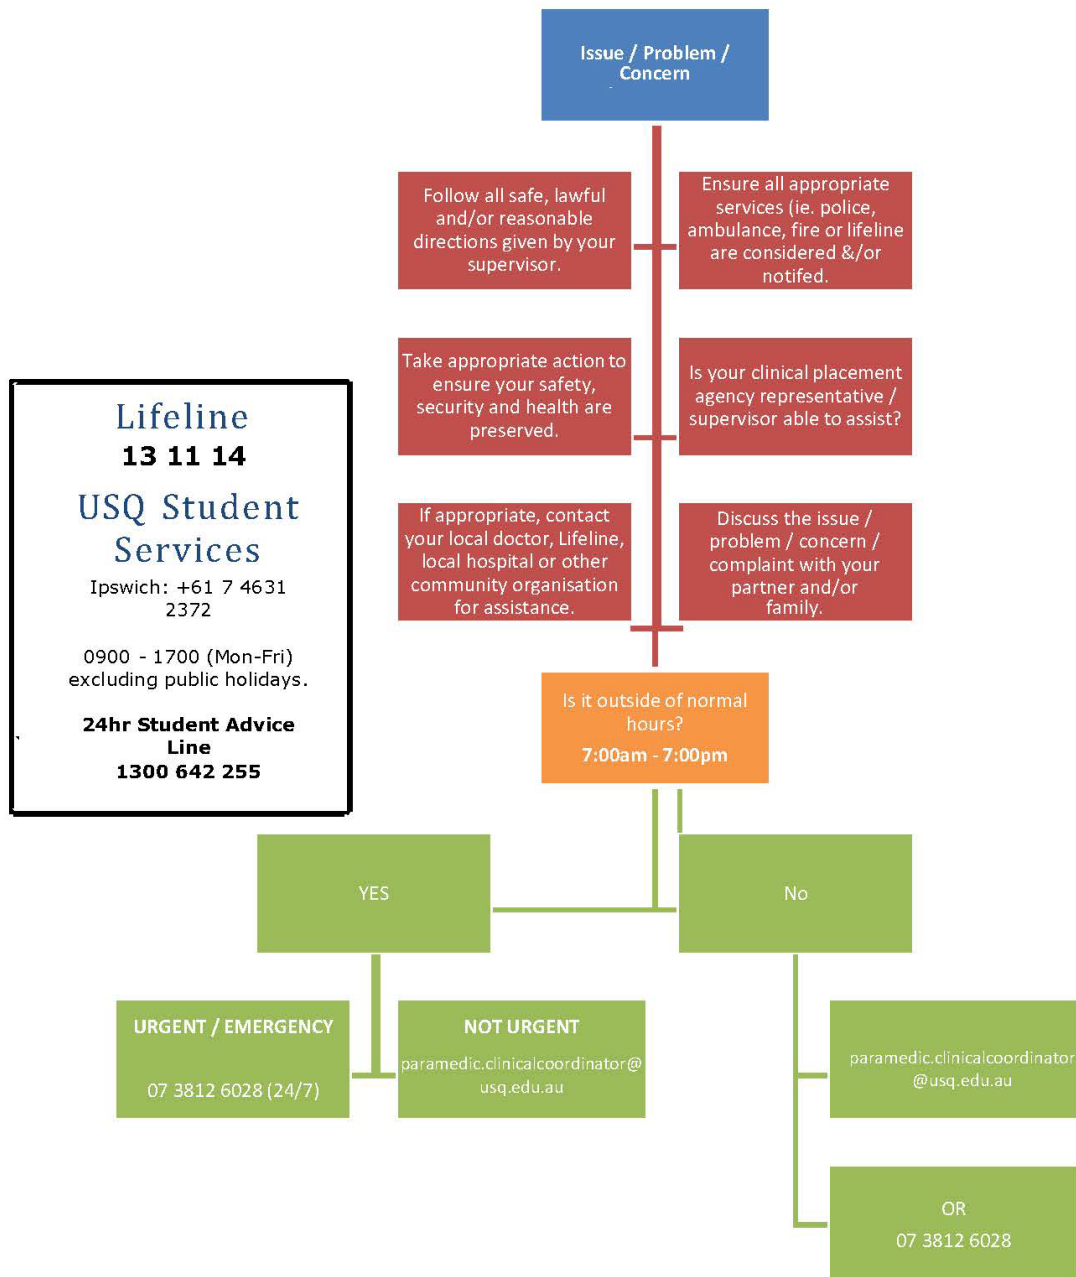 Issue / Problem /
Concern
Follow all safe, lawful
and/or reasonable
directions given by your
supervisor.
Ensure all appropriate
services (ie. police,
ambulance, fire or lifeline
are considered &/or
notifed.
Take appropriate action to
ensure your safety,
security and health are
preserved.
Is your clinical placement
agency representative /
supervisor able to assist?
If appropriate, contact
your local doctor, Lifeline,
local hospital or other
community organisation
for assistance.
Discuss the issue /
problem / concern /
complaint with your
partner and/or
family.
Lifeline
13 11 14
USQ Student
Services
Ipswich: +61 7 4631
2372
0900 - 1700 (Mon-Fri)
excluding public holidays.
24hr Student Advice
Line
1300 642 255
Is it outside of normal
hours?
7:00am - 7:00pm
YES
No
URGENT / EMERGENCY
07 3812 6028 (24/7)
NOT URGENT
paramedic.clinicalcoordinator@
usq.edu.au
paramedic.clinicalcoordinator
@usq.edu.au
OR
07 3812 6028